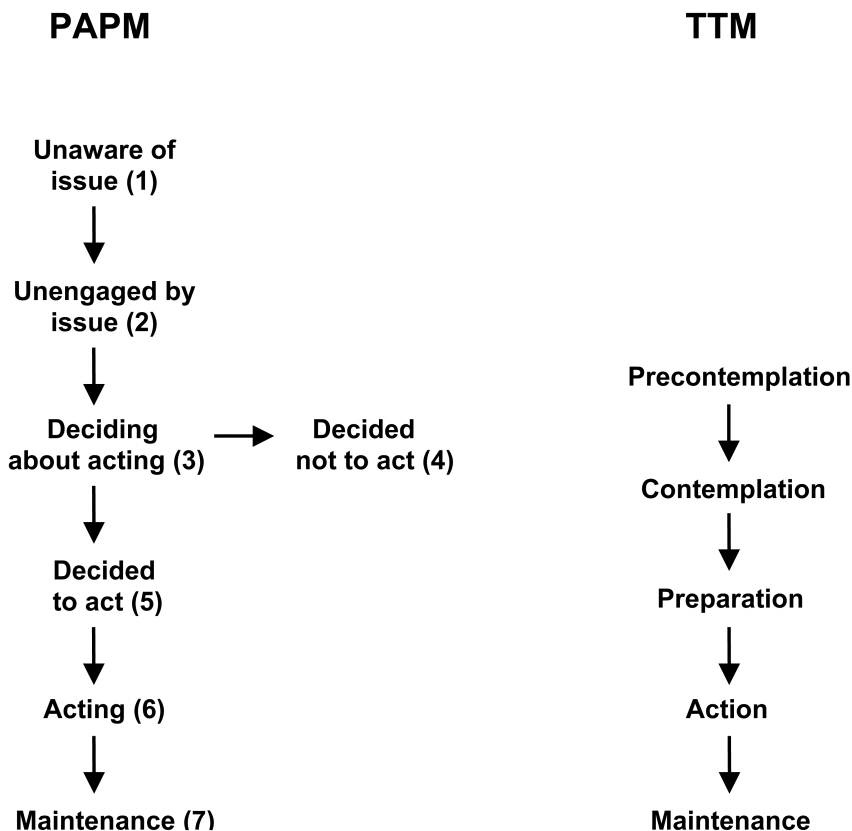 PAPM
TTM
Unaware of
issue (1)
Unengaged by
issue (2)
Precontemplation
Deciding
about acting (3)
Decided
not to act (4)
Contemplation
Decided
to act (5)
Preparation
Acting (6)
Action
Maintenance (7)
Maintenance